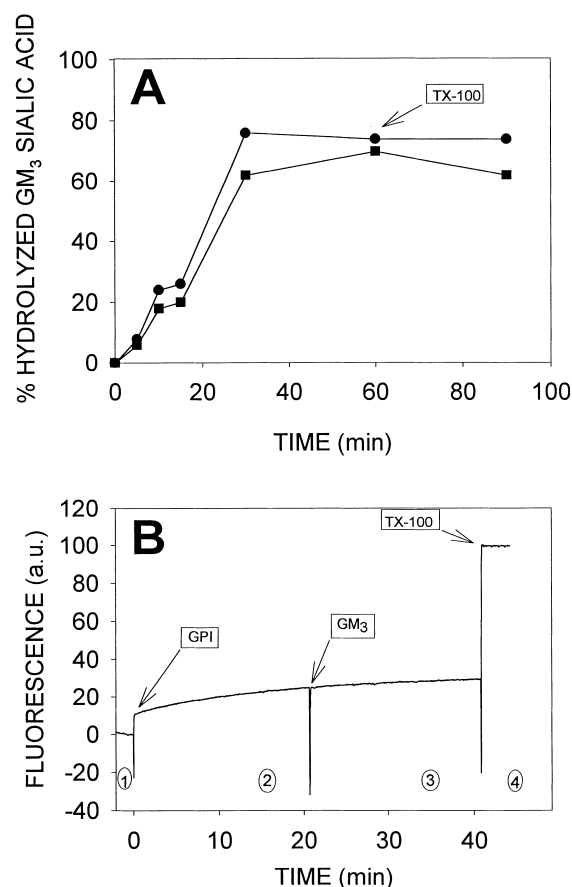 % HYDROLYZED GM3 SIALIC ACID
100
80
60
40
20
0
A
TX-100
0 20 40 60 80 100
TIME (min)
FLUORESCENCE (a.u.)
120
100
80
60
40
20
0
-20
-40
B
TX-100
GPI
GM3
1 2 3 4
0 10 20 30 40
TIME (min)